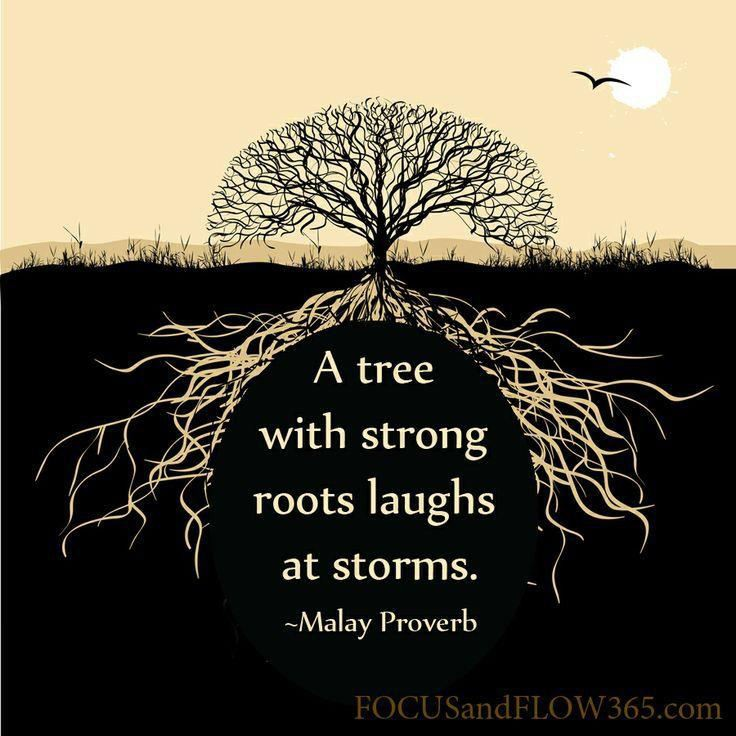 A tree
with strong
roots laughs
at storms.
~Malay Proverb
FOCUSandFLOW365.com